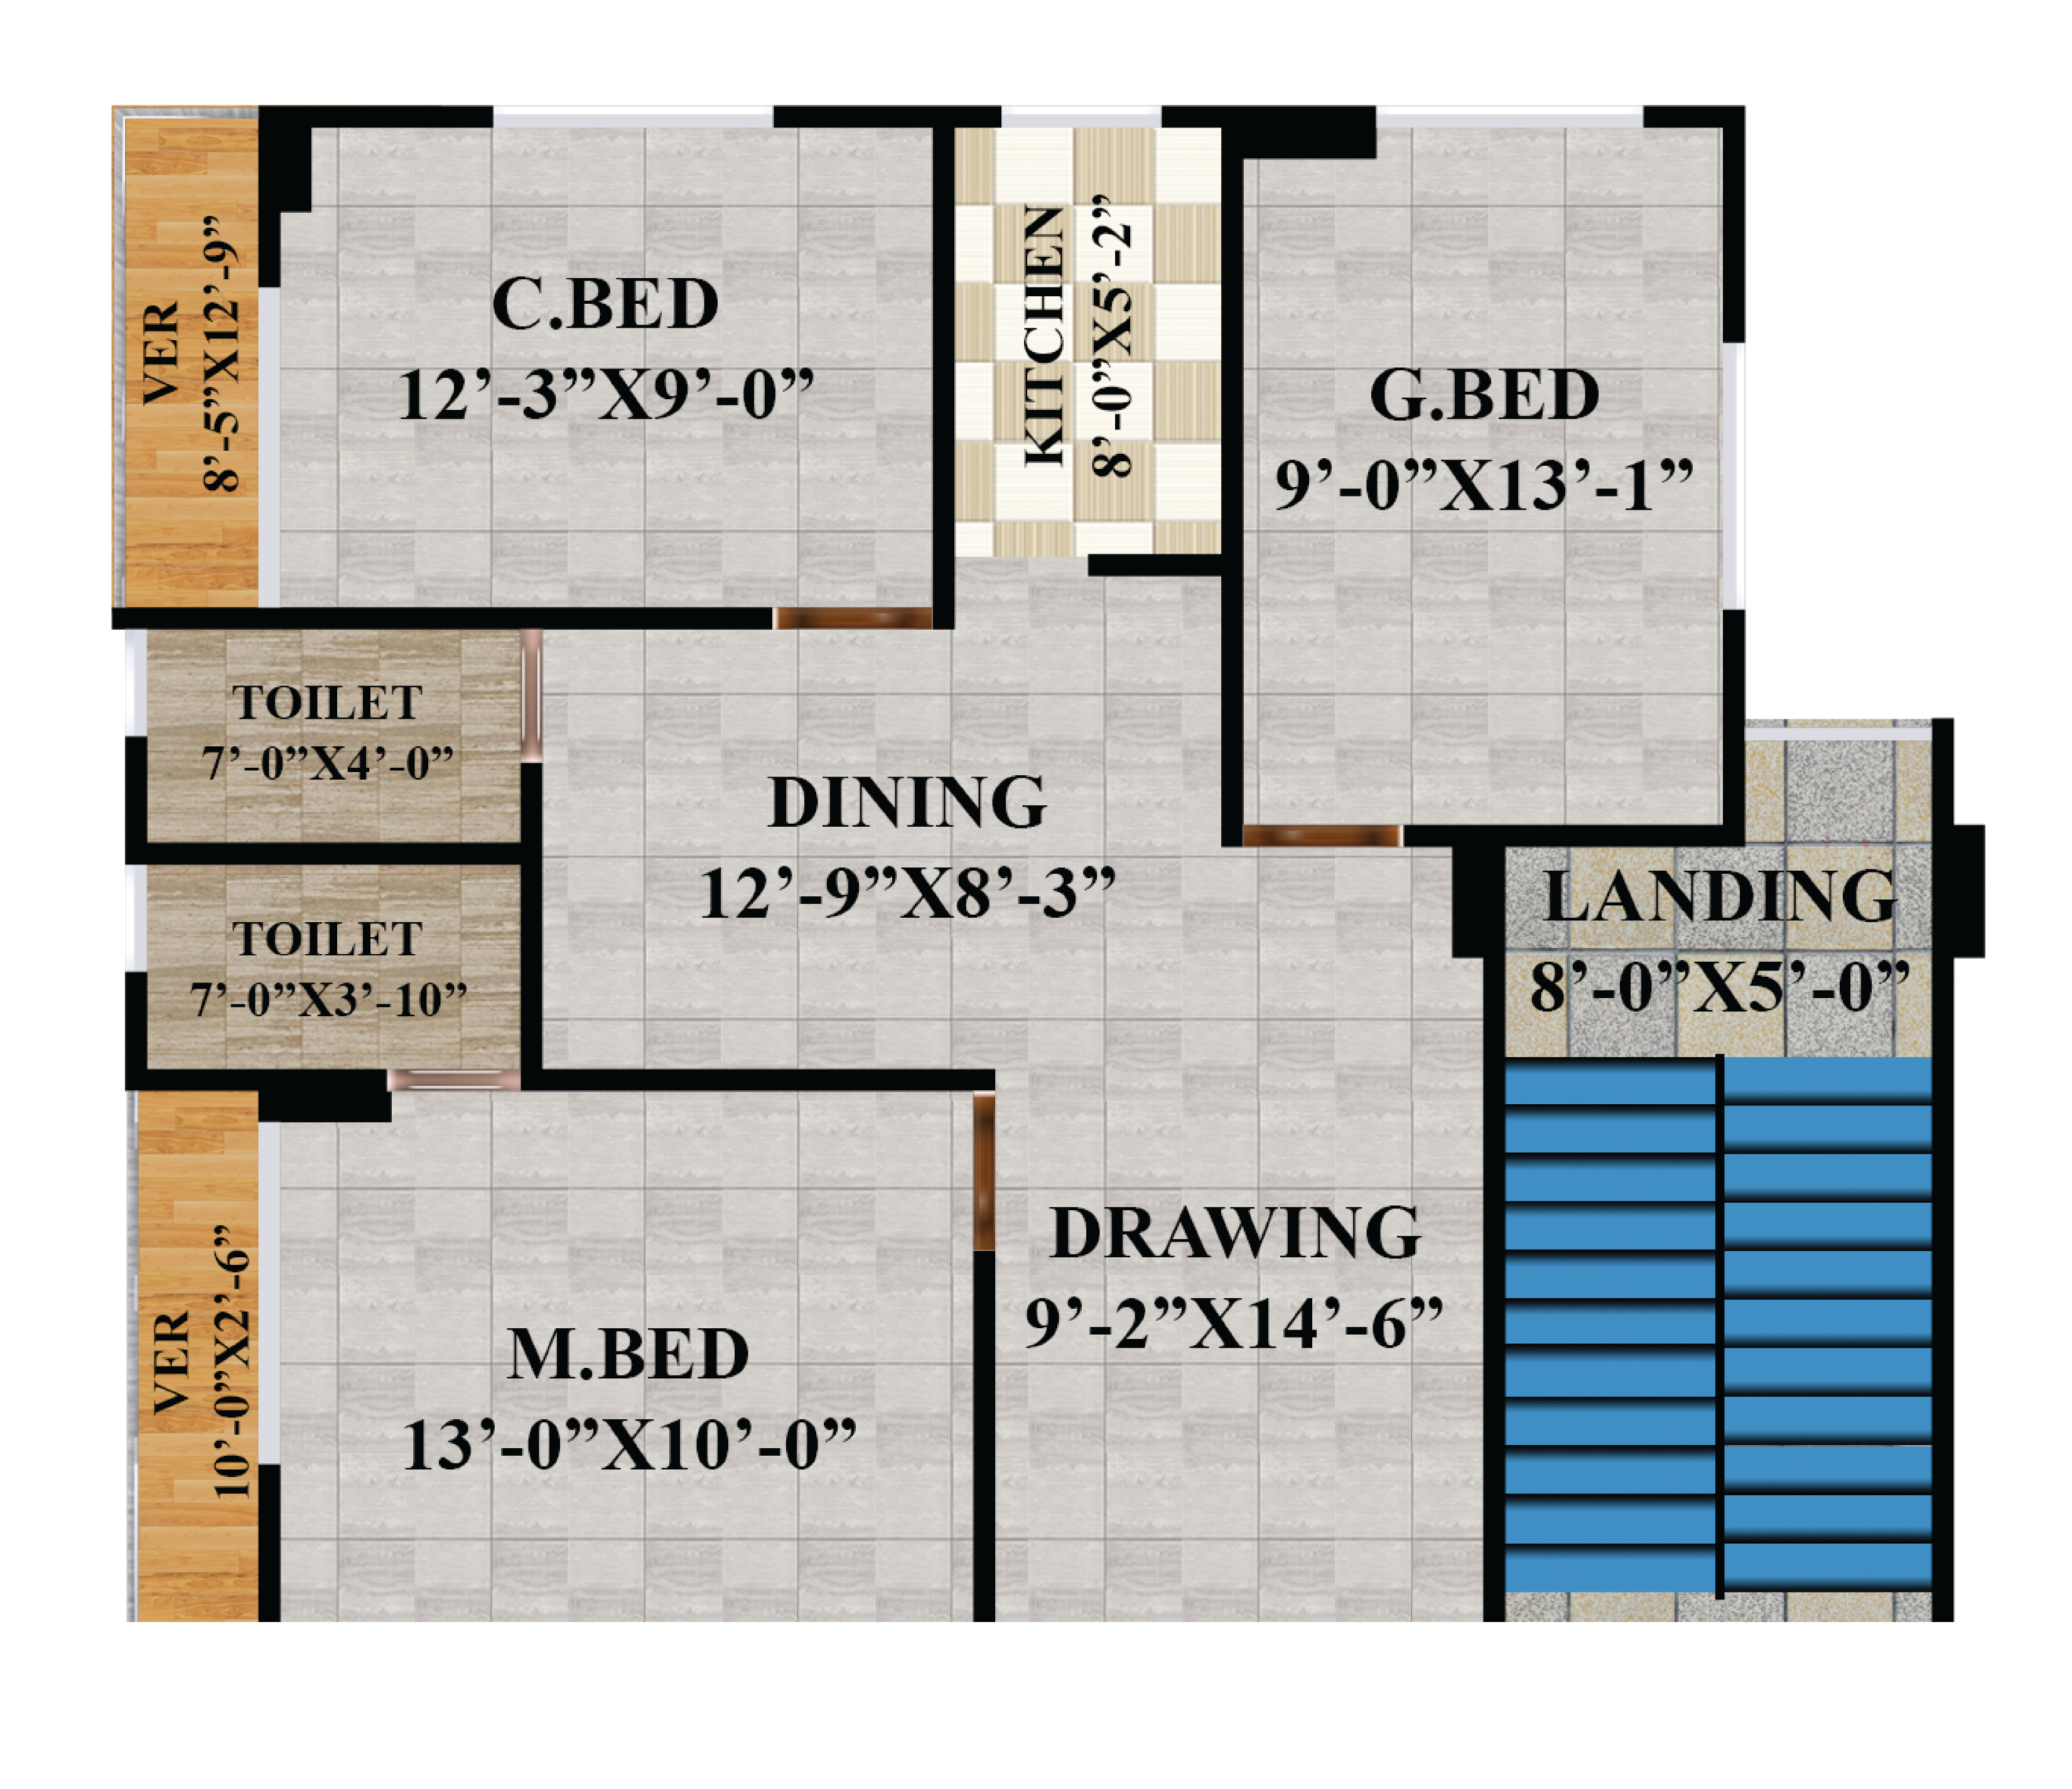 VER
8’-5”X12’-9”
C.BED
12’-3”X9’-0”
KITCHEN
8’-0”X5’-2”
G.BED
9’-0”X13’-1”
TOILET
7’-0”X4’-0”
DINING
12’-9”X8’-3”
TOILET
7’-0”X3’-10”
LANDING
8’-0”X5’-0”
VER
10’-0”X2’-6”
M.BED
13’-0”X10’-0”
DRAWING
9’-2”X14’-6”